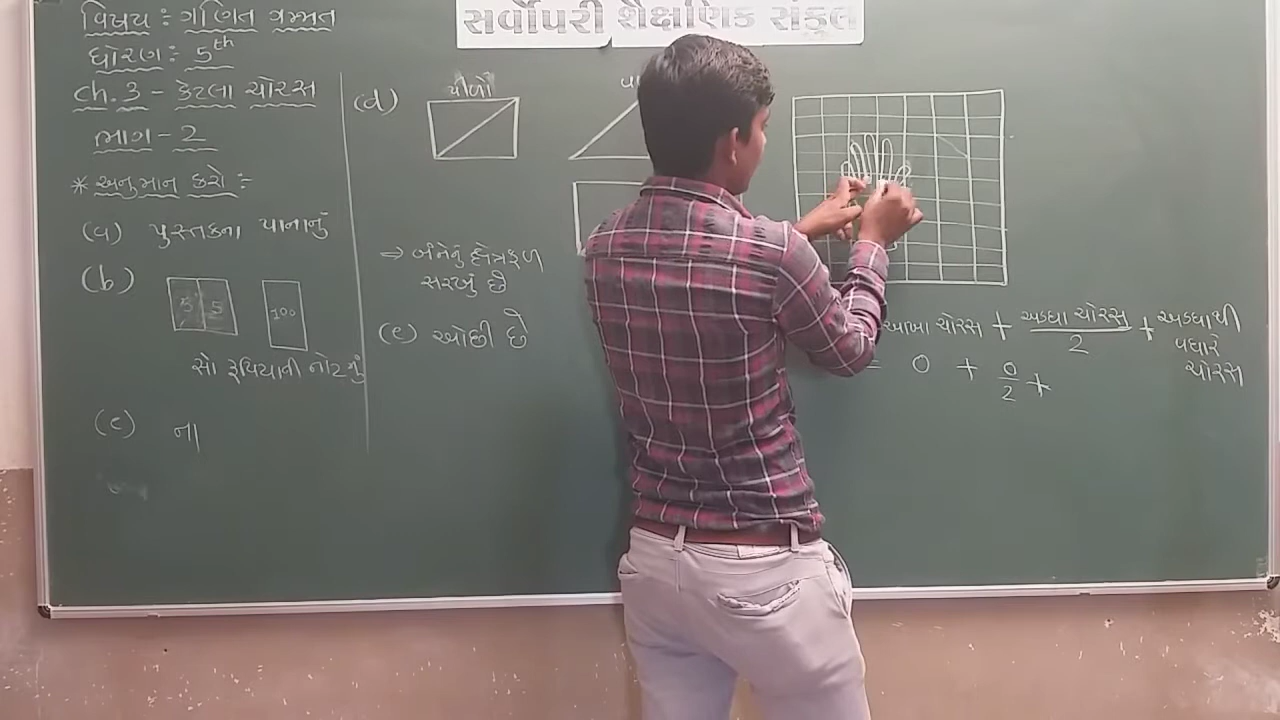 સર્વોપરી શૈક્ષણિક સંકુલ
વિષય : ગણિત ગમ્મત
ધોરણ : 5th
ch. 3 - કેટલા ચોરસ
ભાગ - 2
* અનુમાન કરો :-
(a) પુસ્તકના પાનાનું
(b)
5 5
100
સો રૂપિયાની નોટનું
(c) ના
(d) પીળો
⇒ બંનેનું ક્ષેત્રફળ
સરખું છે
(e) ઓછી છે
આખા ચોરસ + અડધા ચોરસ/2 + અડધાથી વધારે ચોરસ
= 0 + 0/2 +